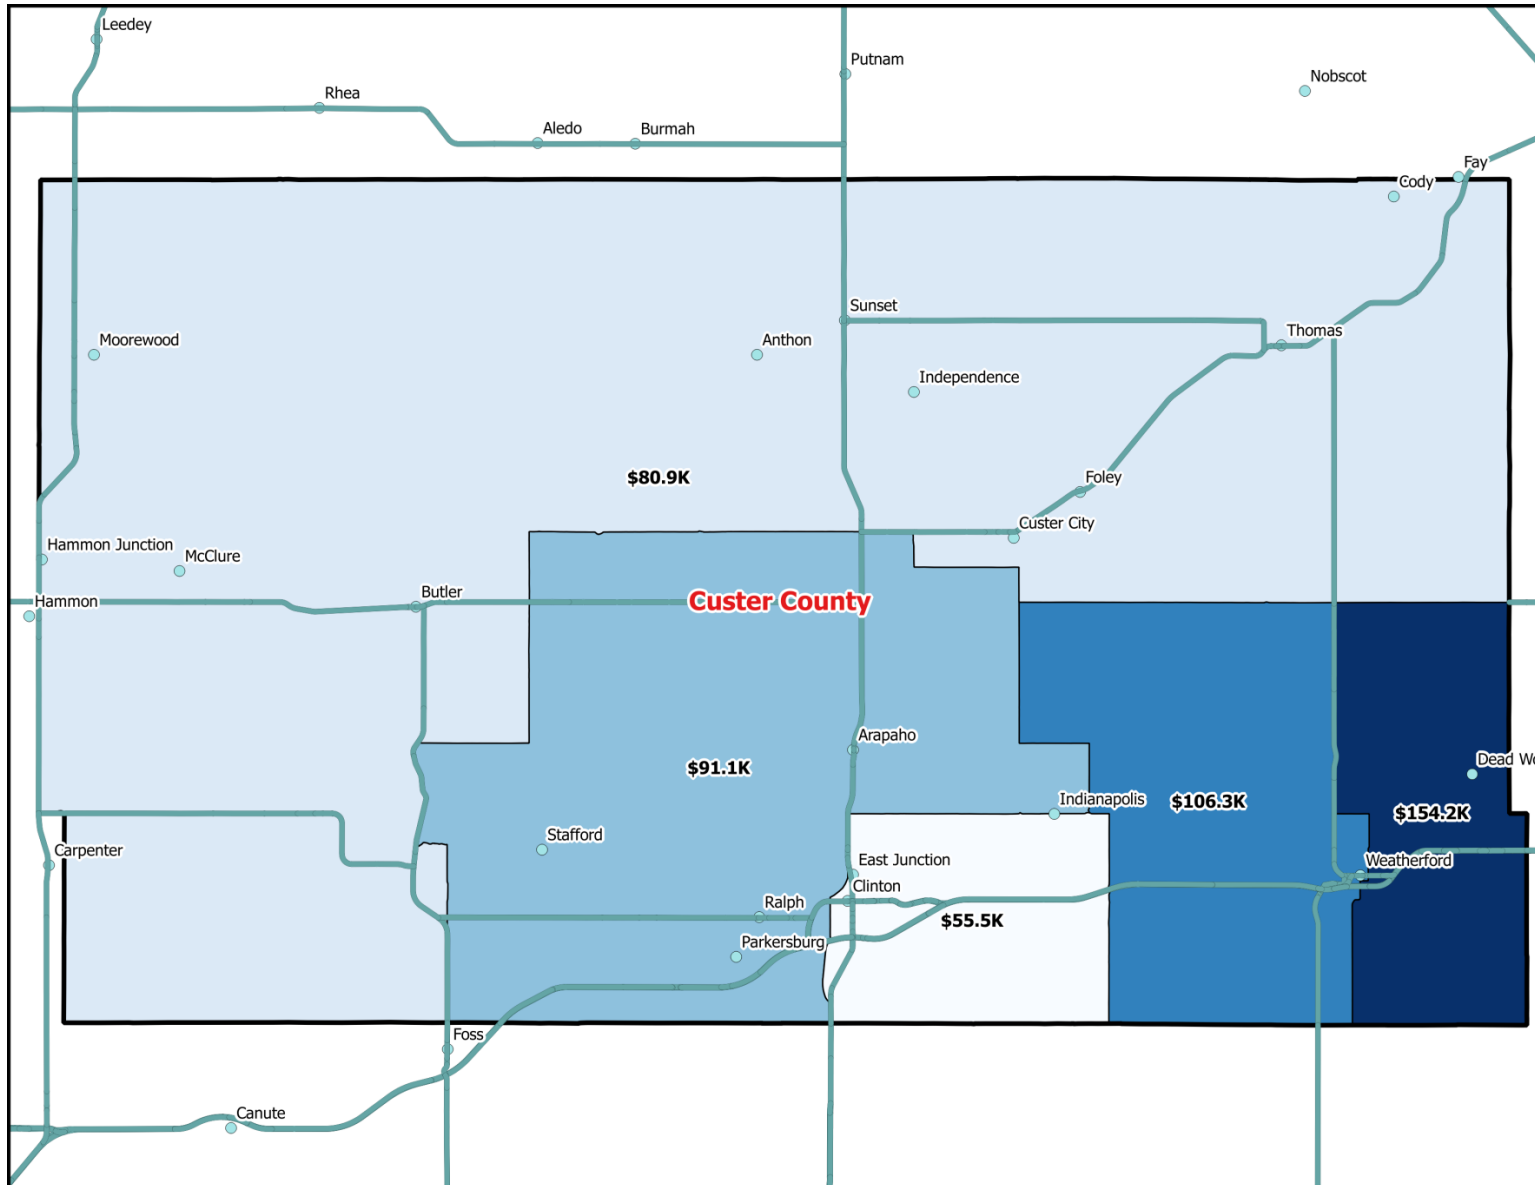 Leedey
Putnam
Nobscot
Rhea
Aledo
Burmah
Fay
Cody
Sunset
Thomas
Moorewood
Anthon
Independence
$80.9K
Foley
Custer City
Hammon Junction
McClure
Butler
Hammon
Custer County
Arapaho
$91.1K
Dead Wo
Indianapolis
$106.3K
$154.2K
Stafford
Carpenter
East Junction
Weatherford
Clinton
Ralph
$55.5K
Parkersburg
Foss
Canute